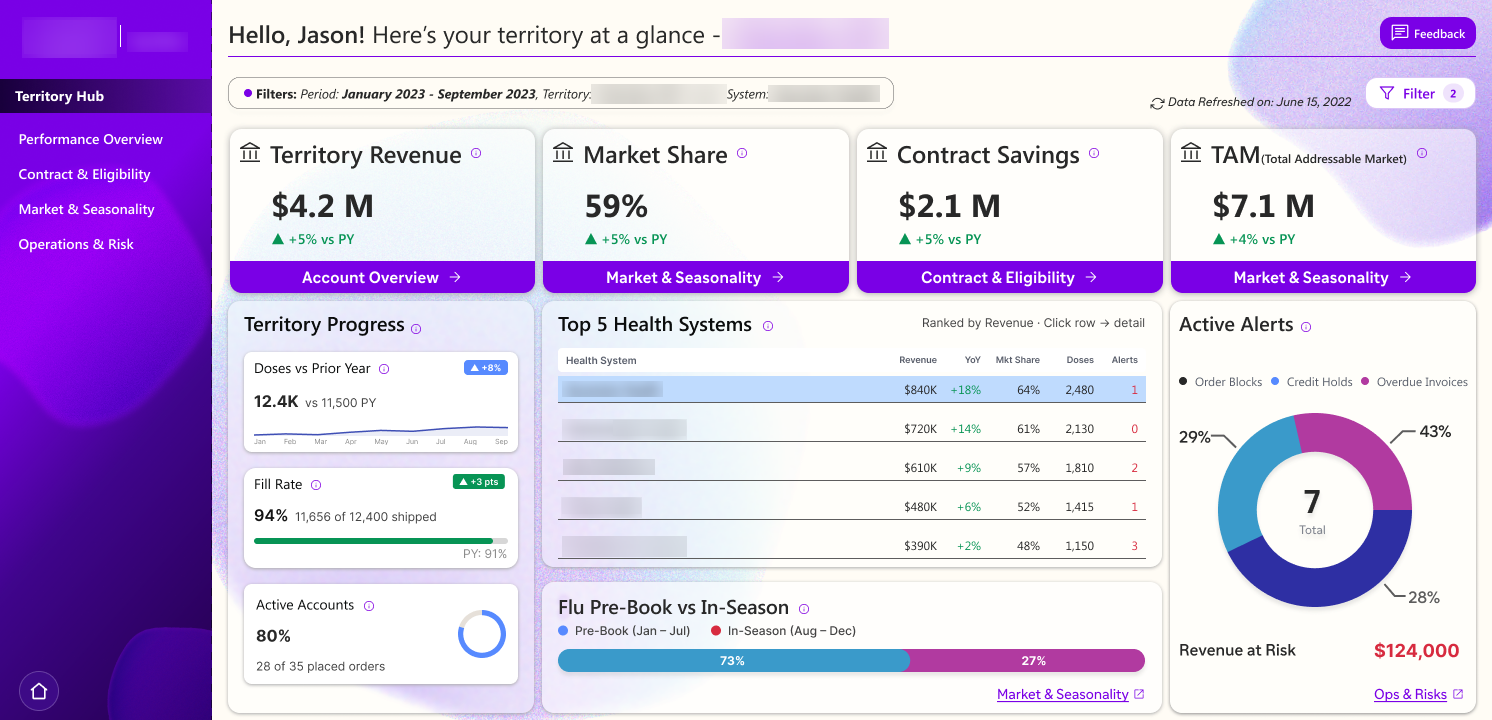 Hello, Jason! Here's your territory at a glance -
Feedback
Territory Hub
Performance Overview
Contract & Eligibility
Market & Seasonality
Operations & Risk
Filters: Period: January 2023 - September 2023, Territory: System:
Data Refreshed on: June 15, 2022
Filter 2
Territory Revenue
$4.2 M
▲ +5% vs PY
Account Overview →
Market Share
59%
▲ +5% vs PY
Market & Seasonality →
Contract Savings
$2.1 M
▲ +5% vs PY
Contract & Eligibility →
TAM(Total Addressable Market)
$7.1 M
▲ +4% vs PY
Market & Seasonality →
Territory Progress
Doses vs Prior Year ▲ +8%
12.4K vs 11,500 PY
Jan Feb Mar Apr May Jun Jul Aug Sep
Fill Rate ▲ +3 pts
94% 11,656 of 12,400 shipped
PY: 91%
Active Accounts
80%
28 of 35 placed orders
Top 5 Health Systems
Ranked by Revenue · Click row → detail
Health System Revenue YoY Mkt Share Doses Alerts
$840K +18% 64% 2,480 1
$720K +14% 61% 2,130 0
$610K +9% 57% 1,810 2
$480K +6% 52% 1,415 1
$390K +2% 48% 1,150 3
Flu Pre-Book vs In-Season
Pre-Book (Jan – Jul) In-Season (Aug – Dec)
73% 27%
Market & Seasonality
Active Alerts
Order Blocks Credit Holds Overdue Invoices
29% 43%
7
Total
28%
Revenue at Risk $124,000
Ops & Risks